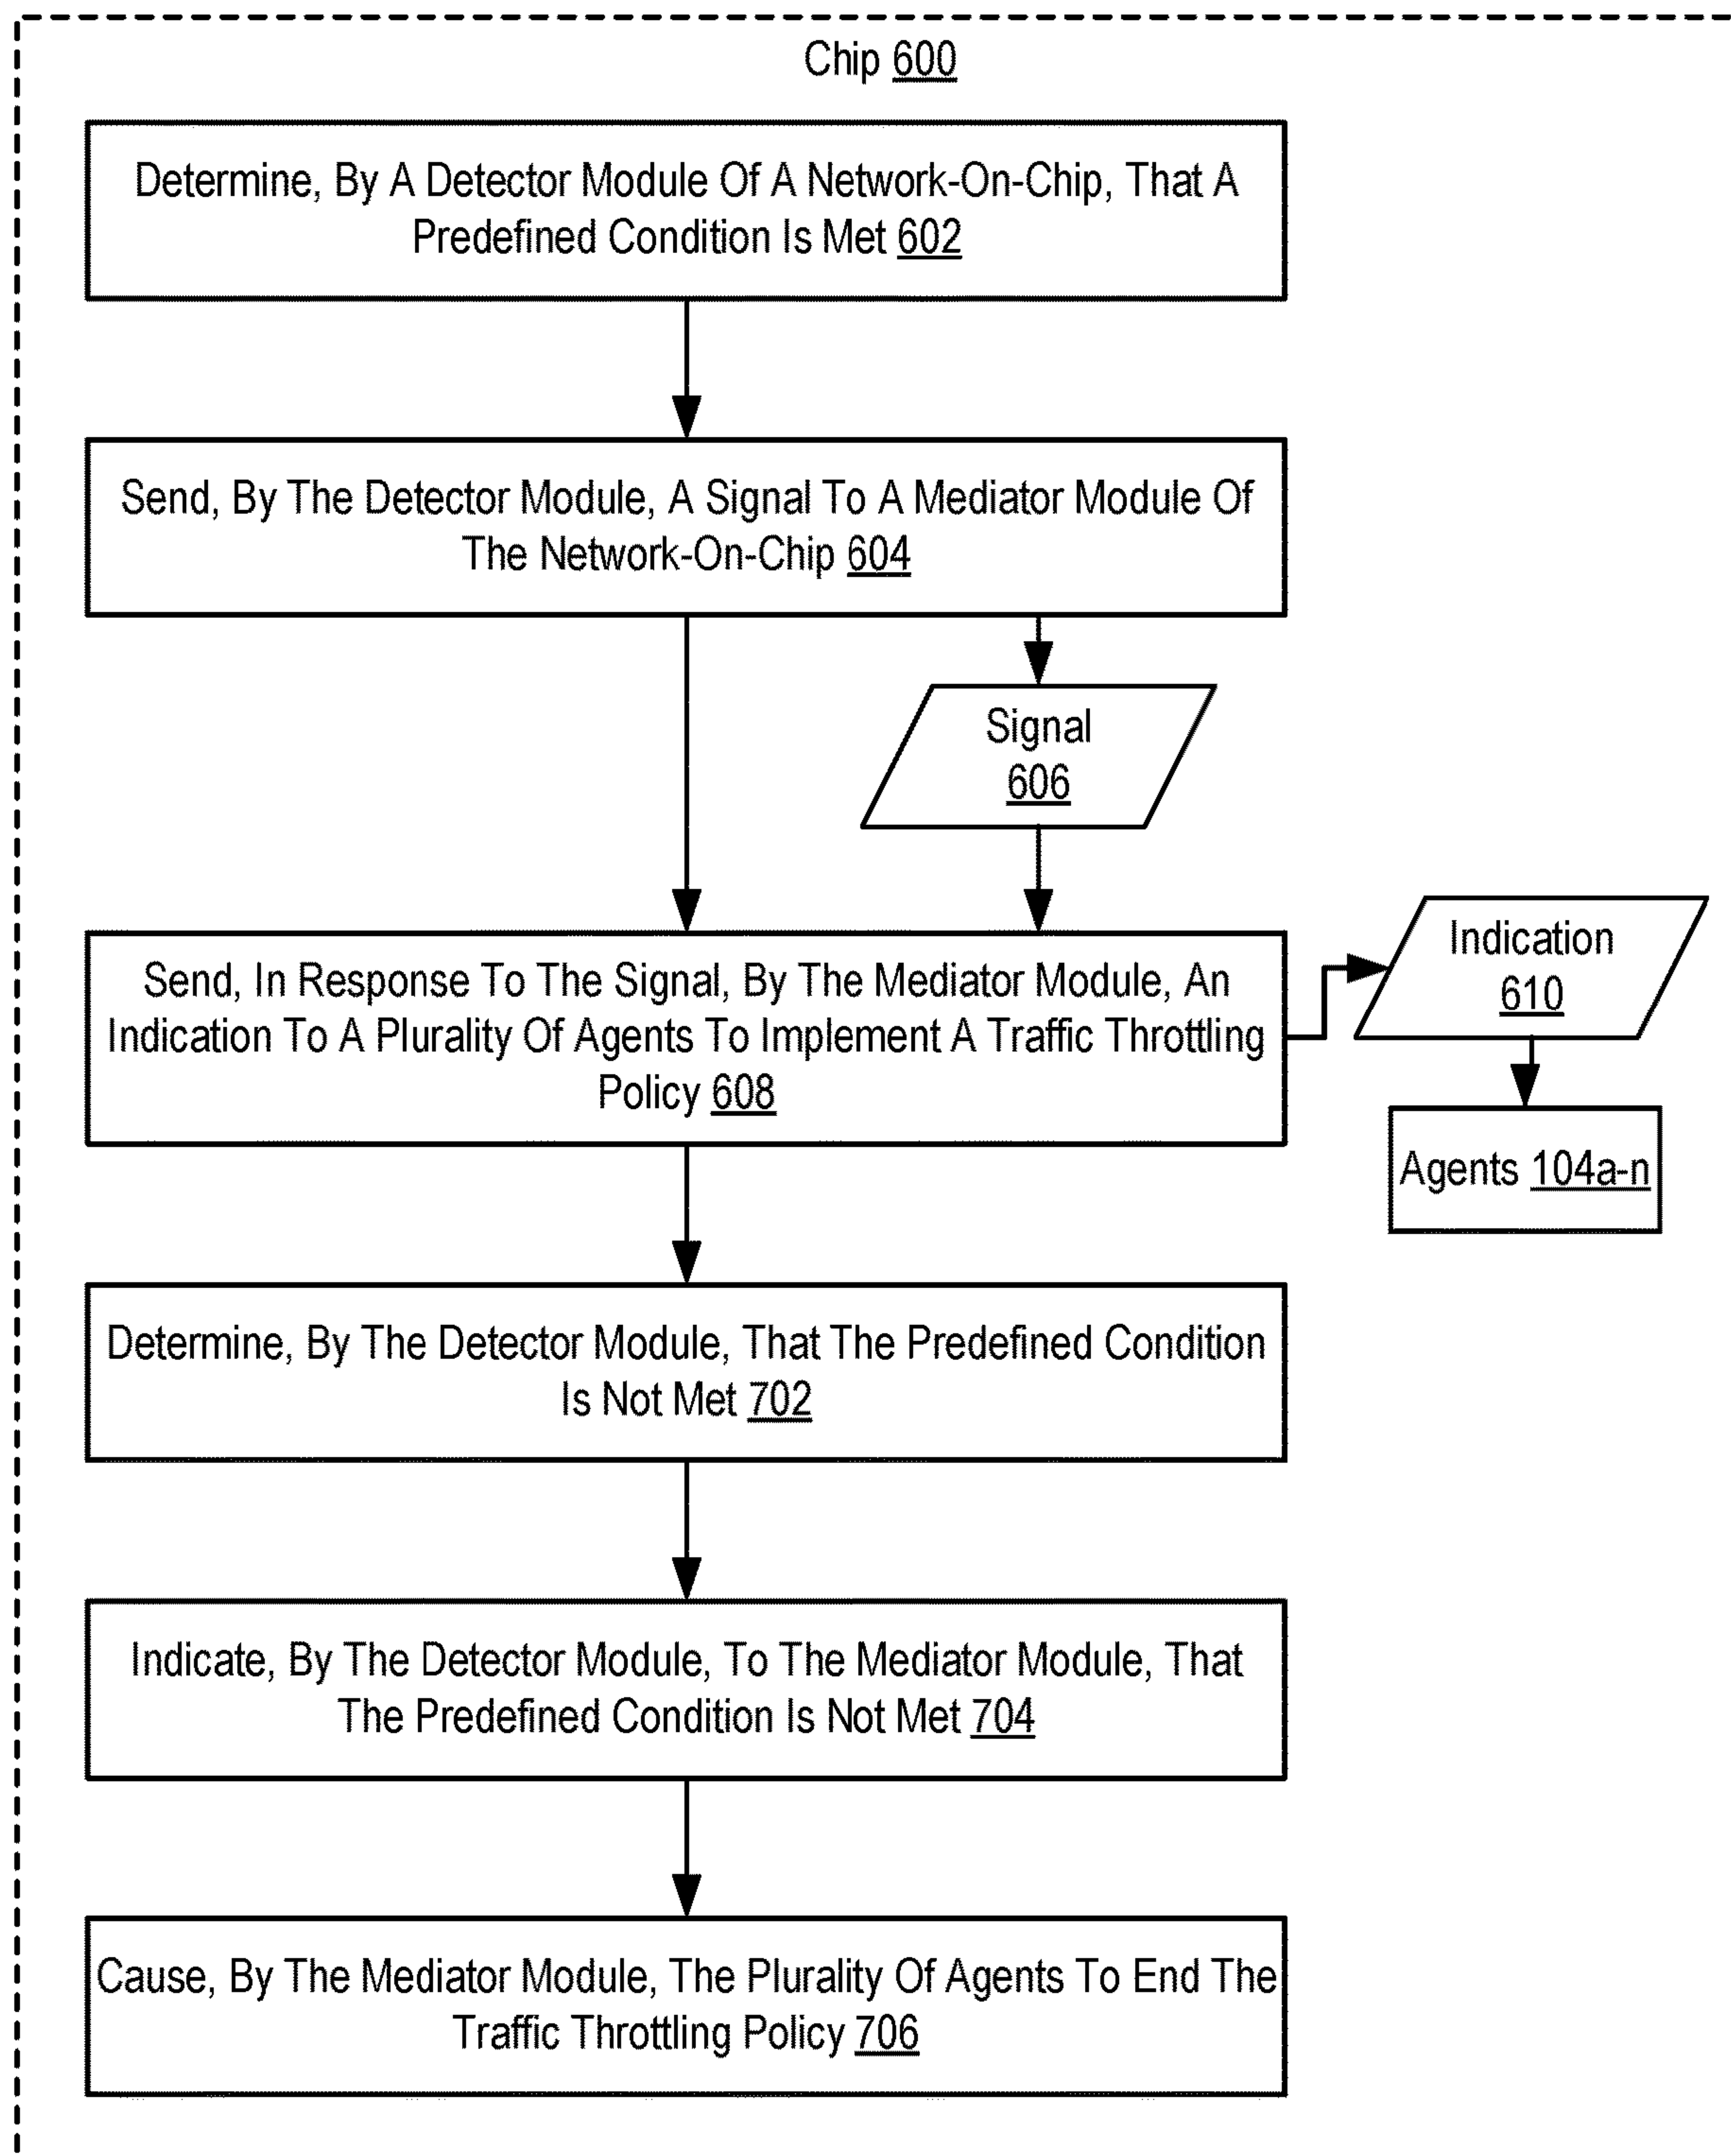 Chip 600
Determine, By A Detector Module Of A Network-On-Chip, That A
Predefined Condition Is Met 602
Send, By The Detector Module, A Signal To A Mediator Module Of
The Network-On-Chip 604
Signal
606
Send, In Response To The Signal, By The Mediator Module, An
Indication To A Plurality Of Agents To Implement A Traffic Throttling
Policy 608
Indication
610
Agents 104a-n
Determine, By The Detector Module, That The Predefined Condition
Is Not Met 702
Indicate, By The Detector Module, To The Mediator Module, That
The Predefined Condition Is Not Met 704
Cause, By The Mediator Module, The Plurality Of Agents To End The
Traffic Throttling Policy 706